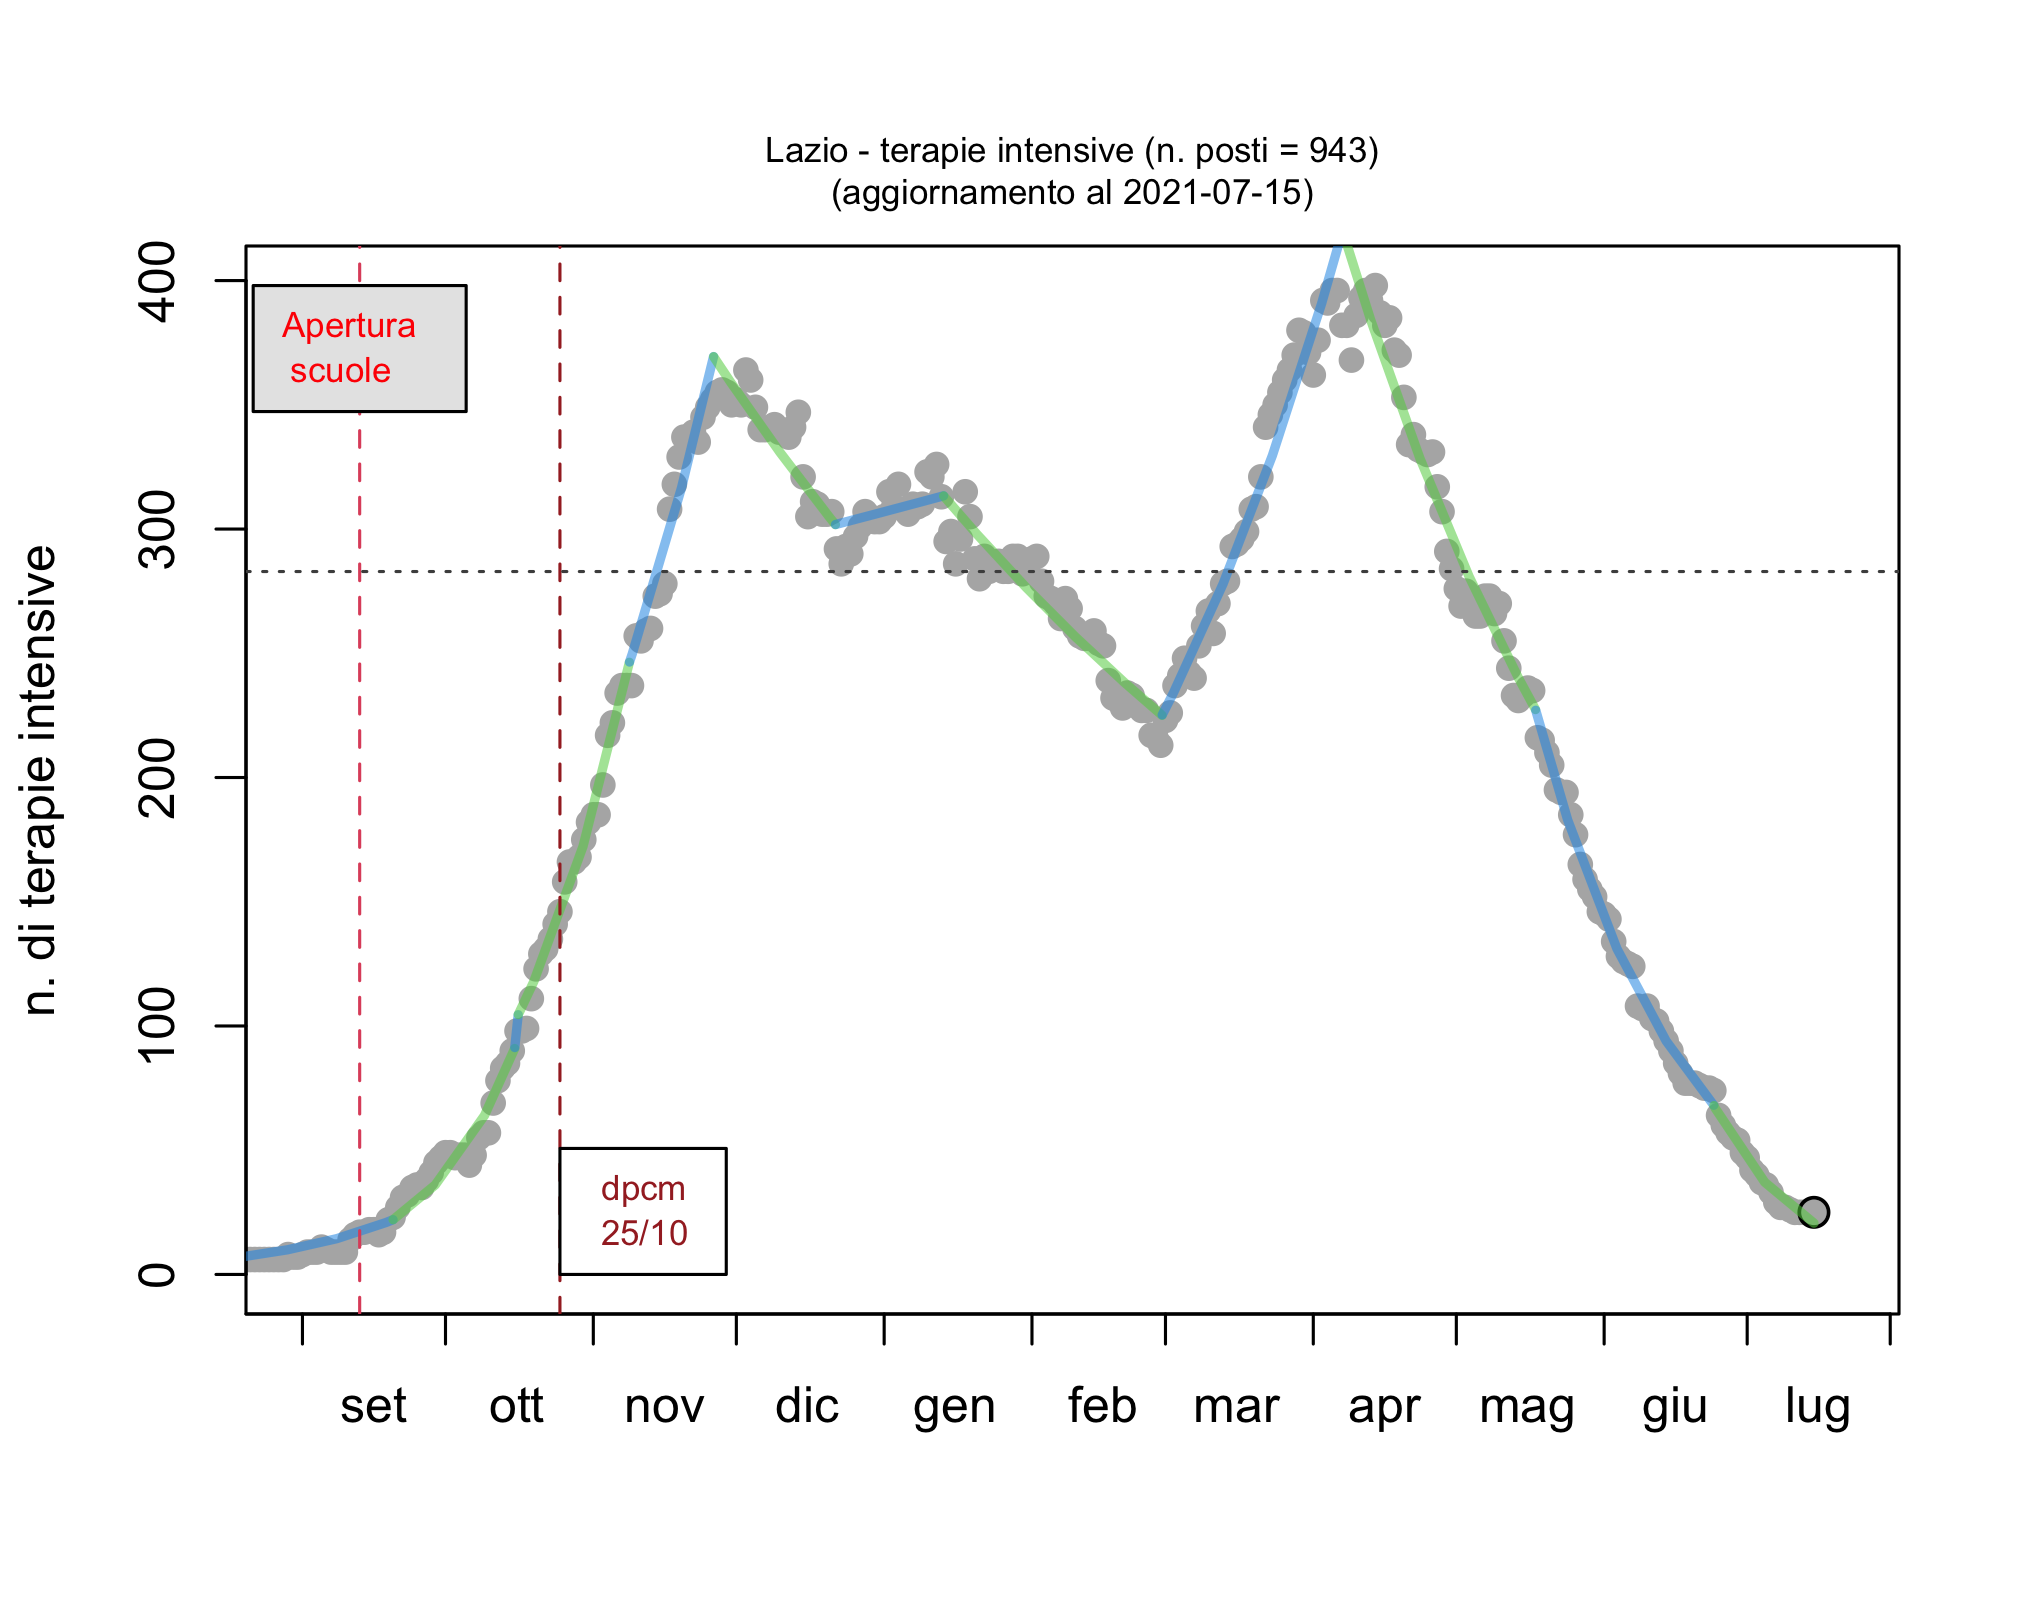 Lazio - terapie intensive (n. posti = 943)
(aggiornamento al 2021-07-15)
n. di terapie intensive
400
300
200
100
0
Apertura
scuole
dpcm
25/10
set ott nov dic gen feb mar apr mag giu lug